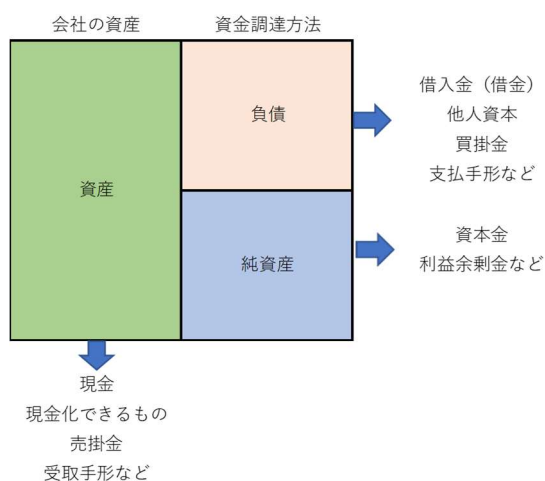 会社の資産
資金調達方法
負債
借入金（借金）
他人資本
買掛金
支払手形など
資産
純資産
資本金
利益余剰金など
現金
現金化できるもの
売掛金
受取手形など